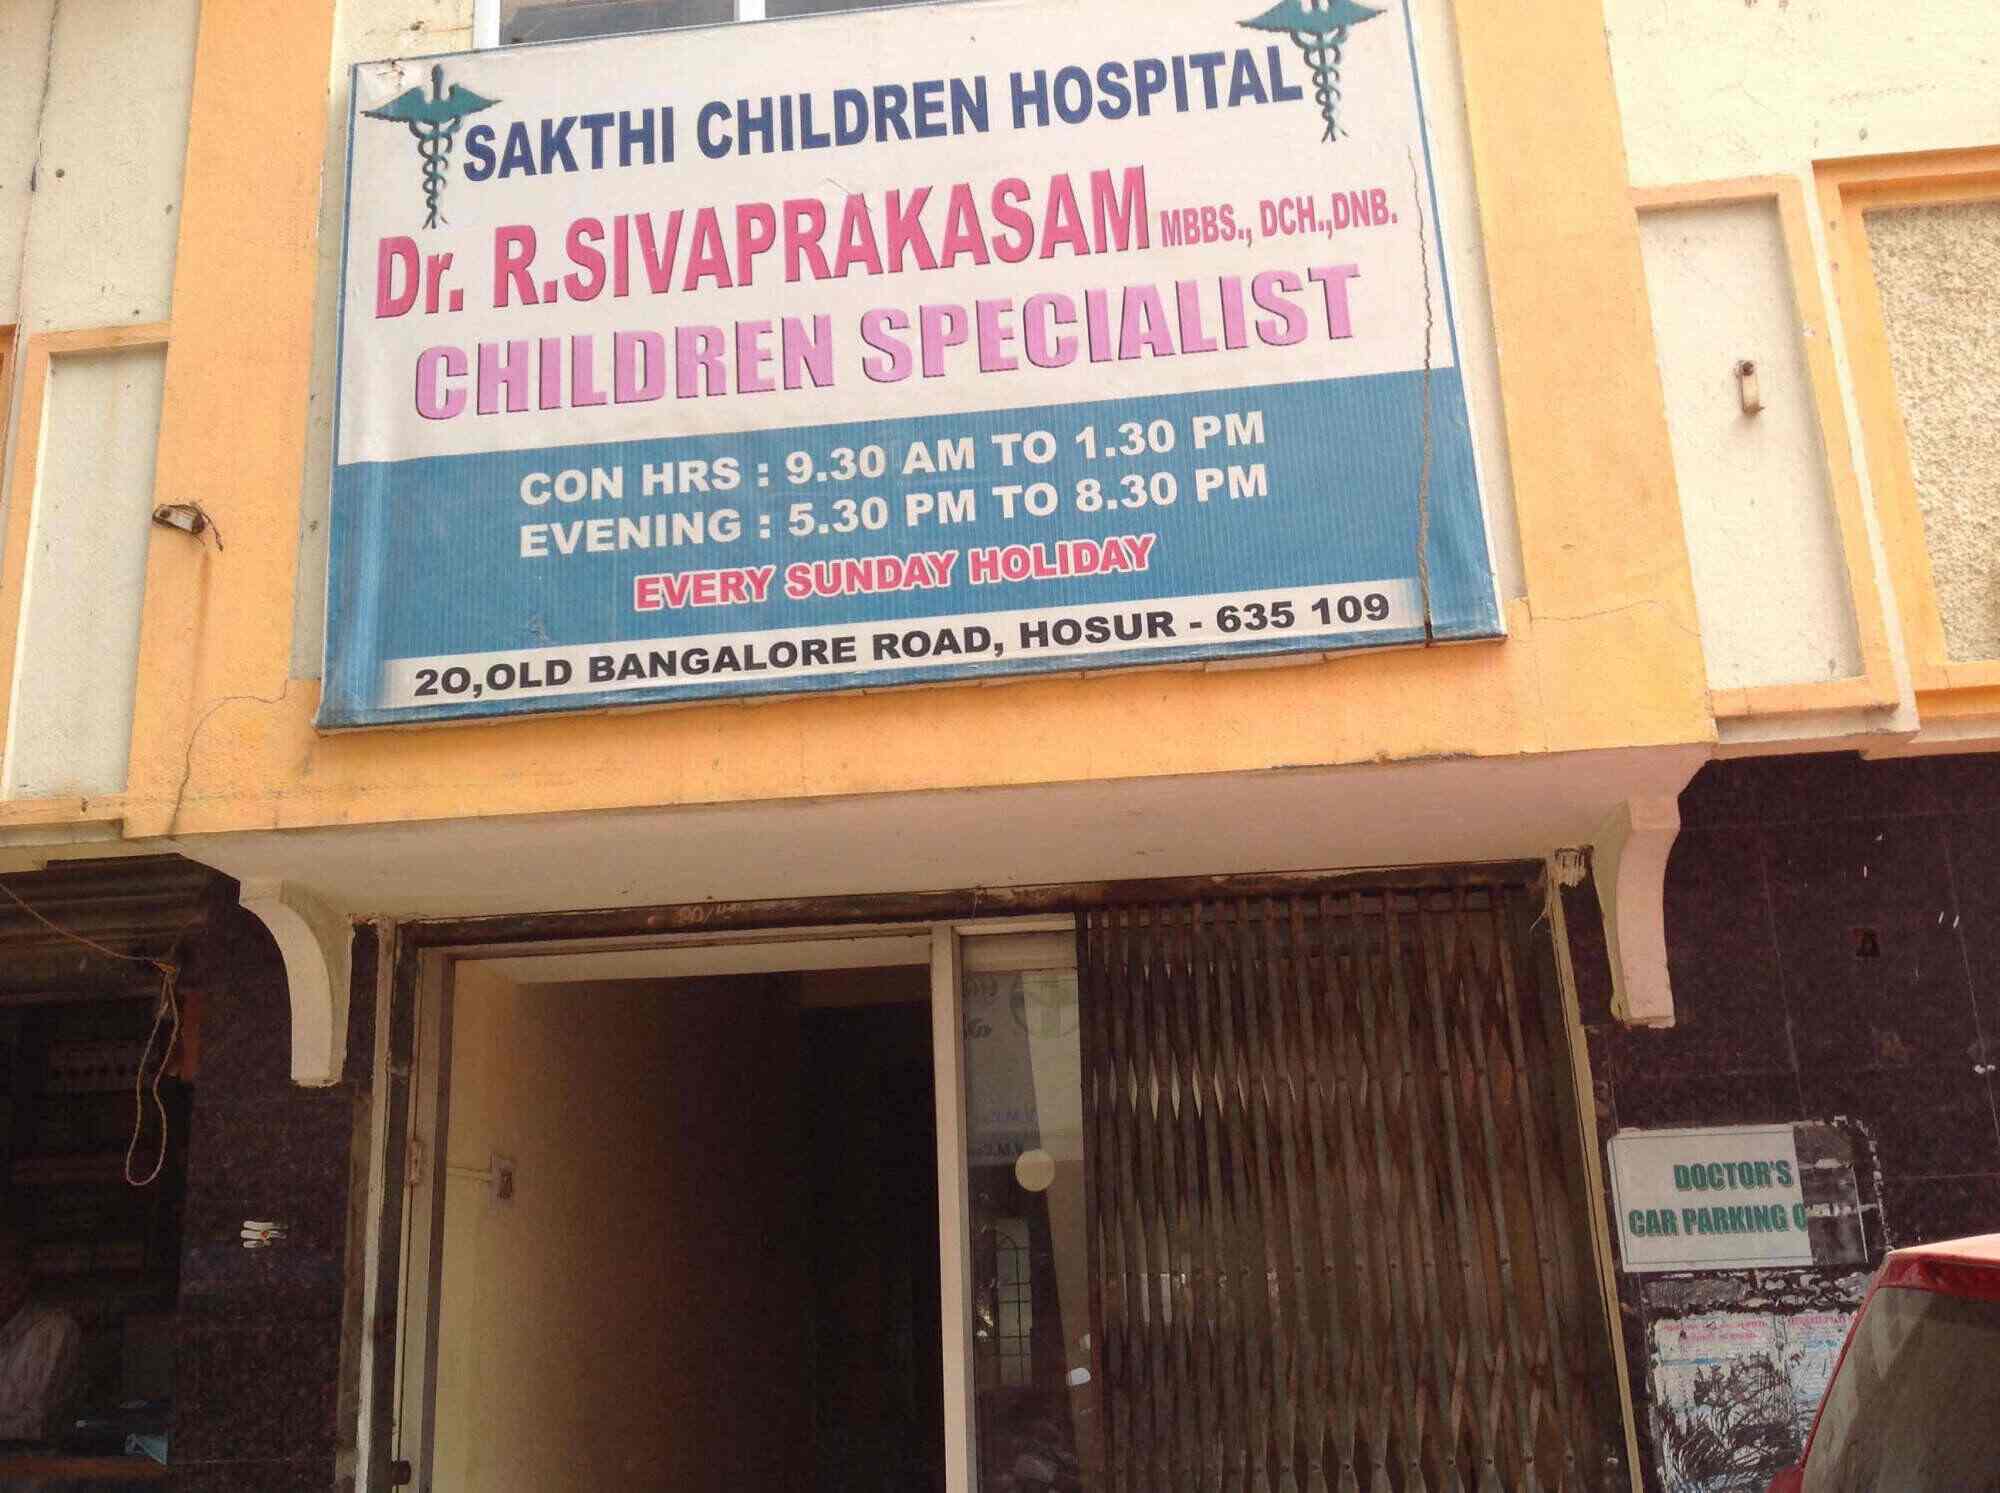 SAKTHI CHILDREN HOSPITAL
Dr. R.SIVAPRAKASAM MBBS., DCH.,DNB.
CHILDREN SPECIALIST
CON HRS : 9.30 AM TO 1.30 PM
EVENING : 5.30 PM TO 8.30 PM
EVERY SUNDAY HOLIDAY
20,OLD BANGALORE ROAD, HOSUR - 635 109
DOCTOR'S
CAR PARKING